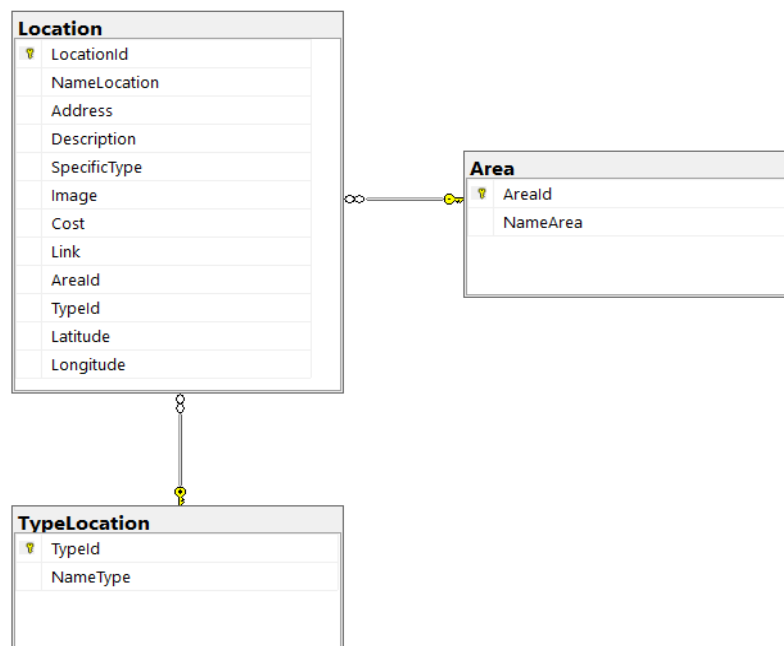 Location
LocationId
NameLocation
Address
Description
SpecificType
Image
Cost
Link
AreaId
TypeId
Latitude
Longitude
Area
AreaId
NameArea
TypeLocation
TypeId
NameType